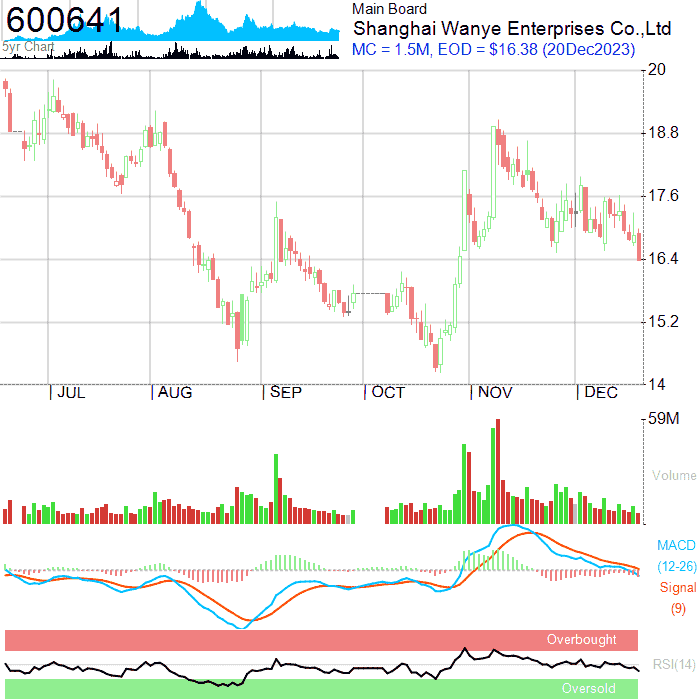 600641
5yr Chart
Main Board
Shanghai Wanye Enterprises Co.,Ltd
MC = 1.5M, EOD = $16.38 (20Dec2023)
20
18.8
17.6
16.4
15.2
14
JUL AUG SEP OCT NOV DEC
59M
Volume
MACD
(12-26)
Signal
(9)
Overbought
RSI(14)
Oversold